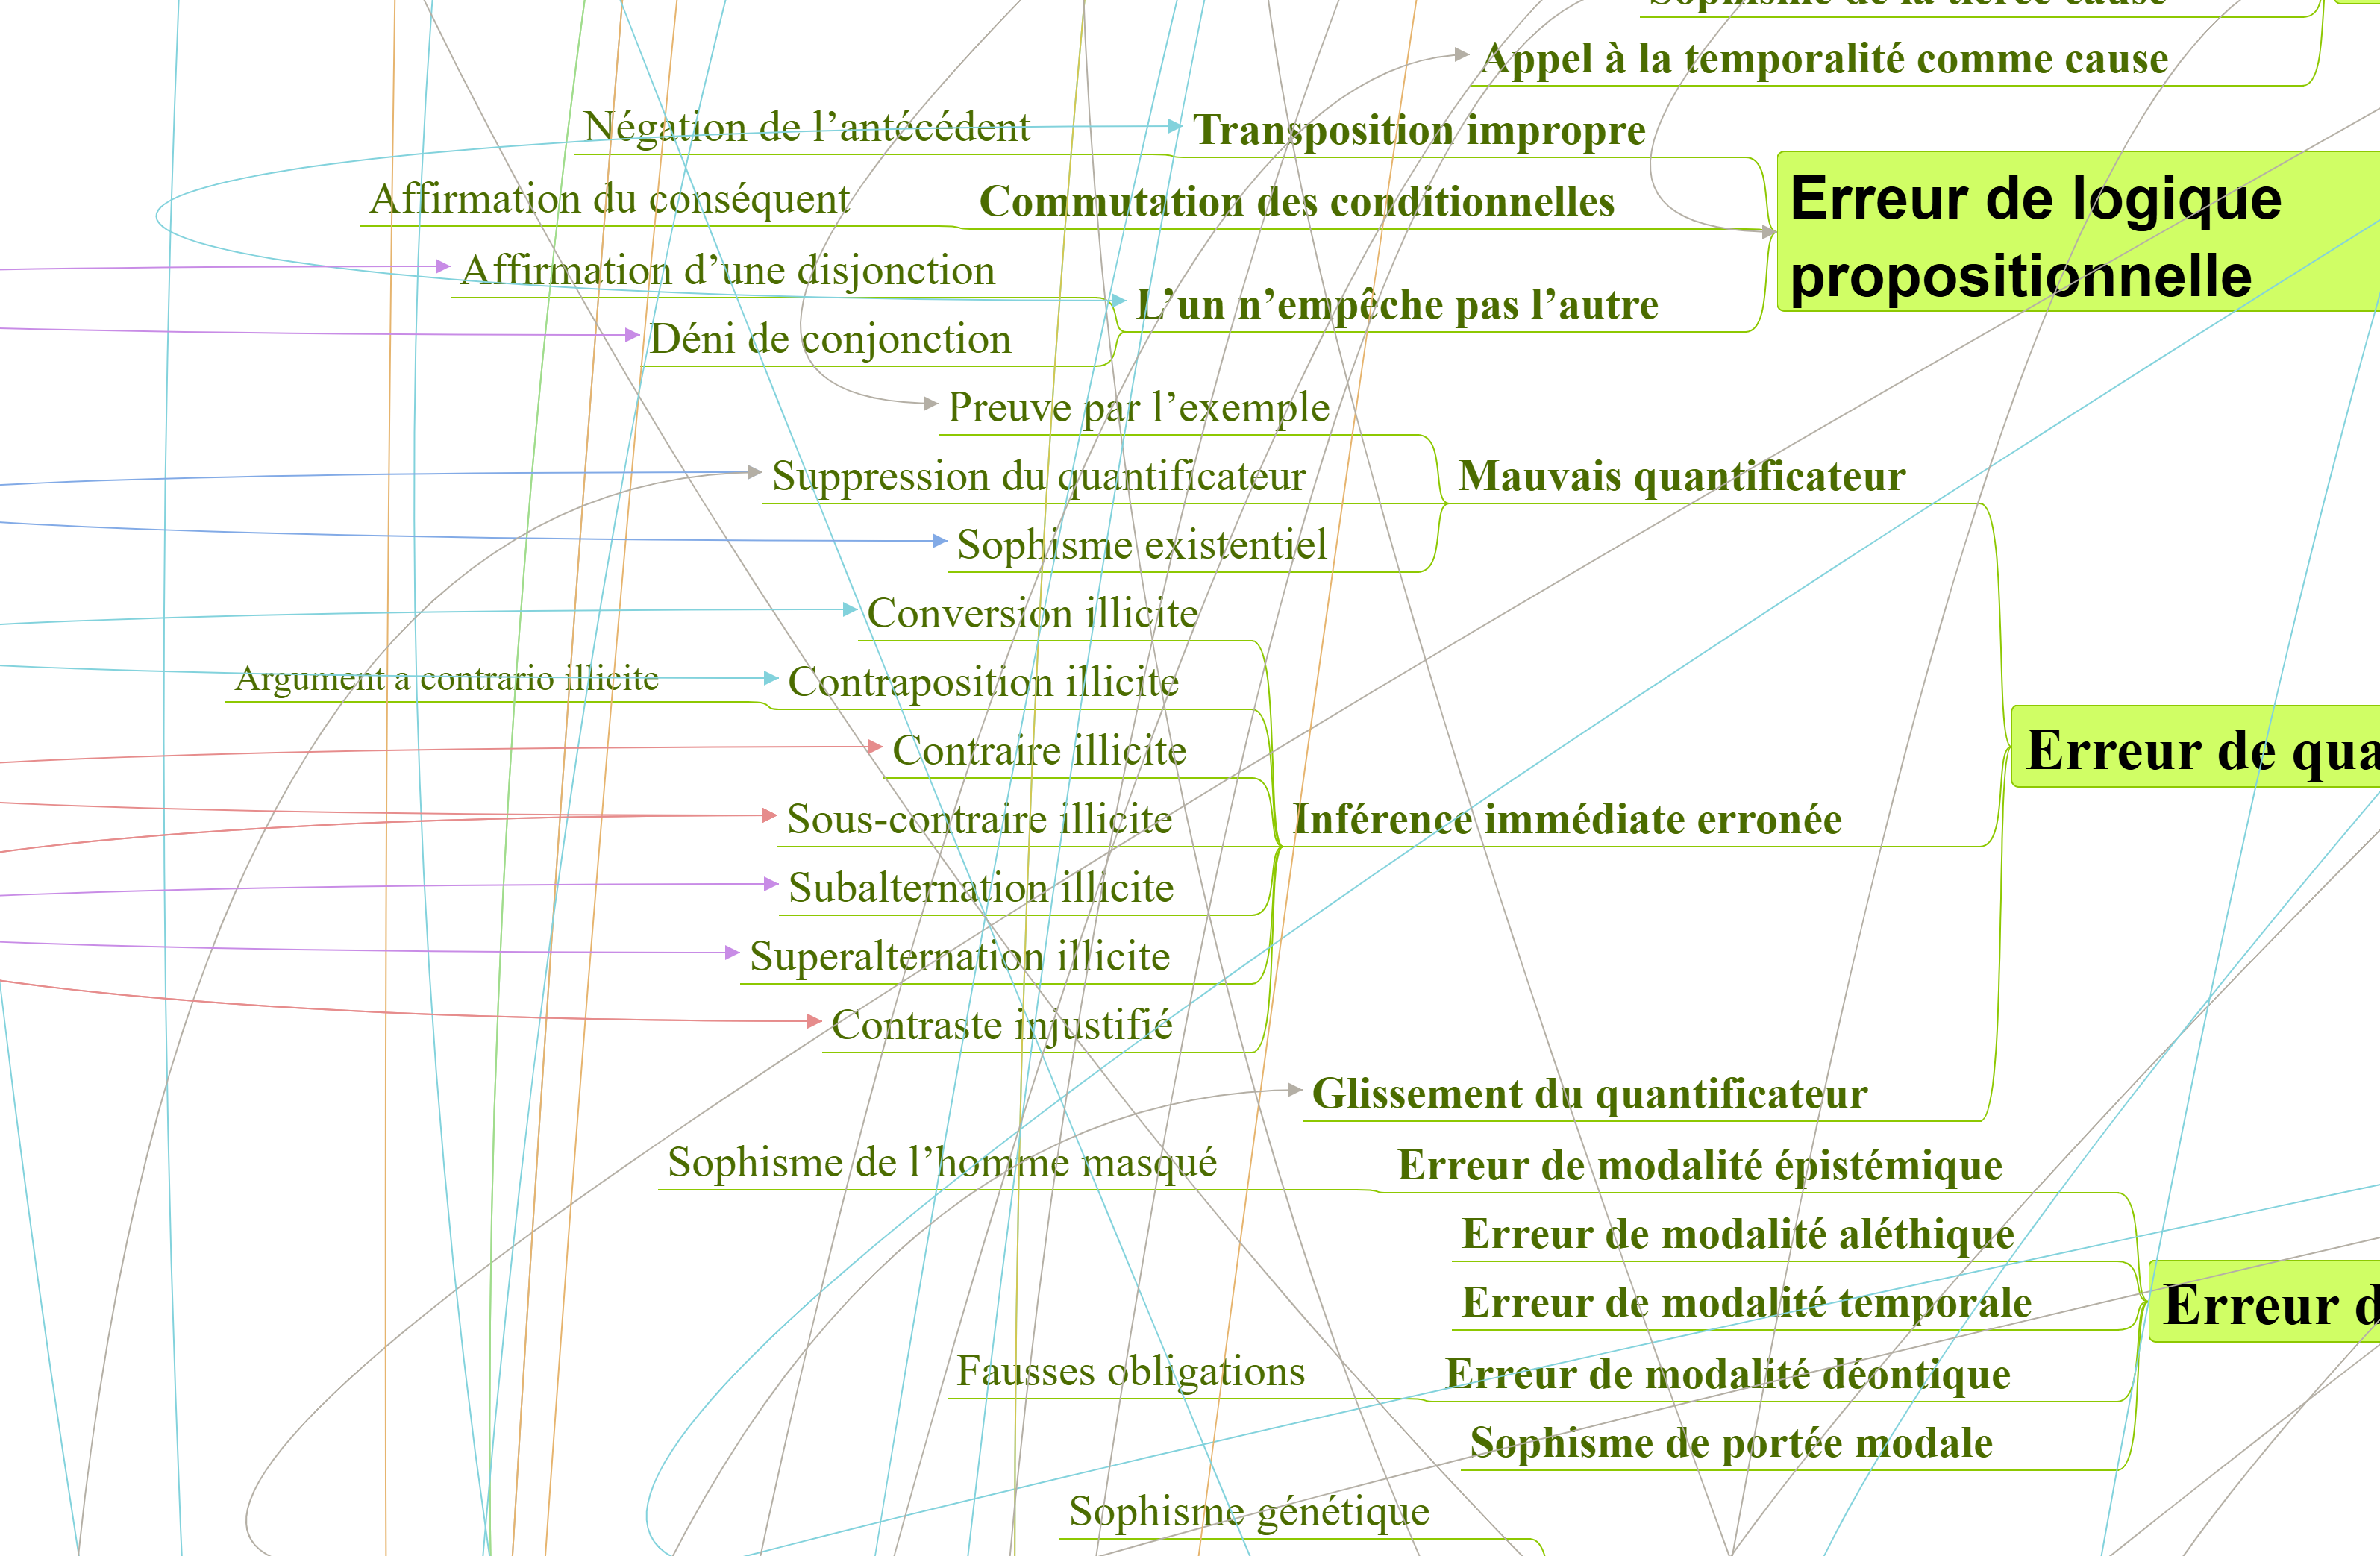 Sophisme de la tierce cause
Appel à la temporalité comme cause
Négation de l’antécédent
Transposition impropre
Affirmation du conséquent
Commutation des conditionnelles
Affirmation d’une disjonction
Déni de conjonction
L’un n’empêche pas l’autre
Erreur de logique
propositionnelle
Preuve par l’exemple
Suppression du quantificateur
Sophisme existentiel
Mauvais quantificateur
Conversion illicite
Argument a contrario illicite
Contraposition illicite
Contraire illicite
Sous-contraire illicite
Subalternation illicite
Superalternation illicite
Contraste injustifié
Inférence immédiate erronée
Glissement du quantificateur
Erreur de qua
Sophisme de l’homme masqué
Erreur de modalité épistémique
Erreur de modalité aléthique
Erreur de modalité temporale
Fausses obligations
Erreur de modalité déontique
Sophisme de portée modale
Erreur d
Sophisme génétique